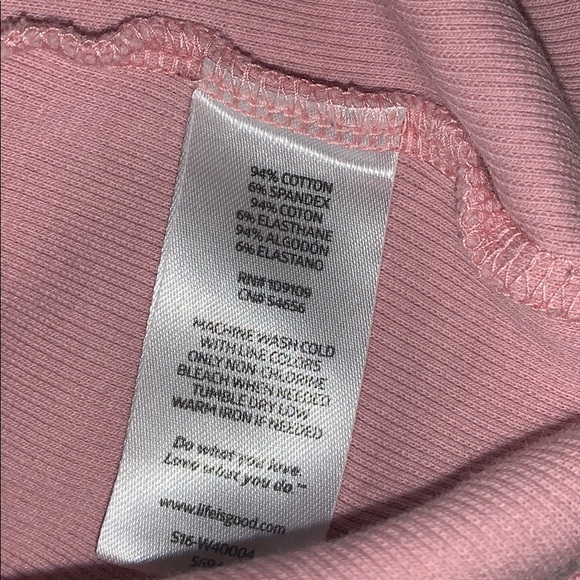 94% COTTON
6% SPANDEX
94% COTON
6% ELASTHANE
94% ALGODÓN
6% ELASTANO
RN# 109109
CN# 54656
MACHINE WASH COLD
WITH LIKE COLORS
ONLY NON-CHLORINE
BLEACH WHEN NEEDED
TUMBLE DRY LOW
WARM IRON IF NEEDED
Do what you love.
Love what you do.™
www.lifeisgood.com
S16-W40004